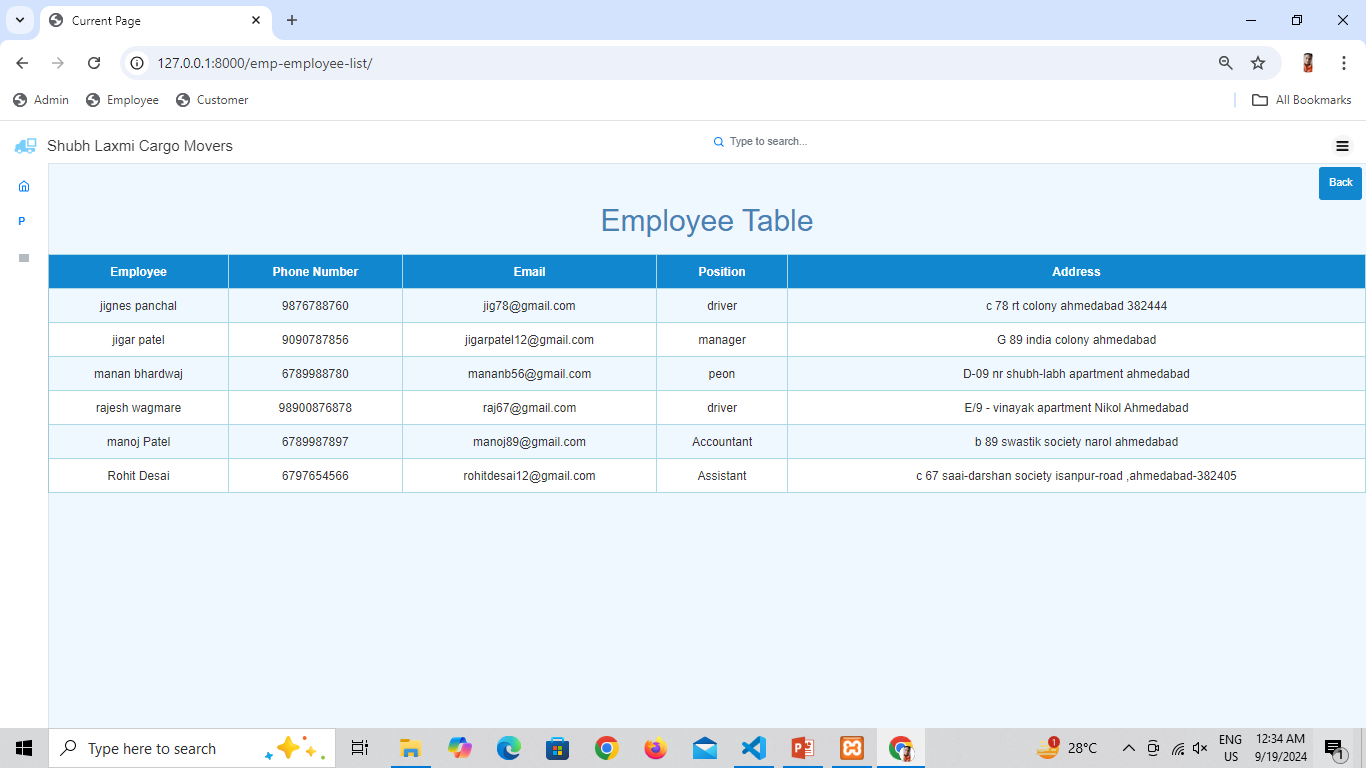 Current Page
127.0.0.1:8000/emp-employee-list/
Admin Employee Customer All Bookmarks
Shubh Laxmi Cargo Movers Type to search...
Back
P
Employee Table
Employee Phone Number Email Position Address
jignes panchal 9876788760 jig78@gmail.com driver c 78 rt colony ahmedabad 382444
jigar patel 9090787856 jigarpatel12@gmail.com manager G 89 india colony ahmedabad
manan bhardwaj 6789988780 mananb56@gmail.com peon D-09 nr shubh-labh apartment ahmedabad
rajesh wagmare 98900876878 raj67@gmail.com driver E/9 - vinayak apartment Nikol Ahmedabad
manoj Patel 6789987897 manoj89@gmail.com Accountant b 89 swastik society narol ahmedabad
Rohit Desai 6797654566 rohitdesai12@gmail.com Assistant c 67 saai-darshan society isanpur-road ,ahmedabad-382405
Type here to search 1 28°C ENG 12:34 AM
US 9/19/2024 1